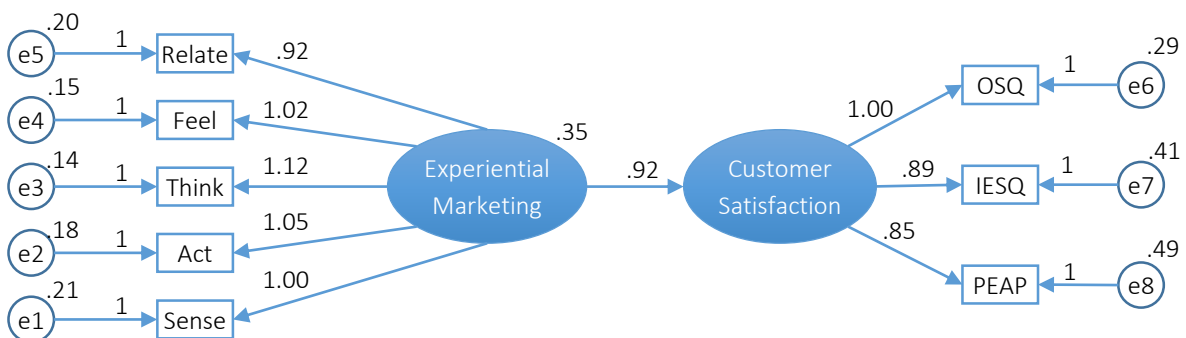 .20
e5 1 Relate
.92
.15
e4 1 Feel
1.02
.14
e3 1 Think
1.12
.18
e2 1 Act
1.05
.21
e1 1 Sense
1.00
.35
Experiential
Marketing
.92
Customer
Satisfaction
1.00
OSQ 1 e6
.29
.89
IESQ 1 e7
.41
.85
PEAP 1 e8
.49